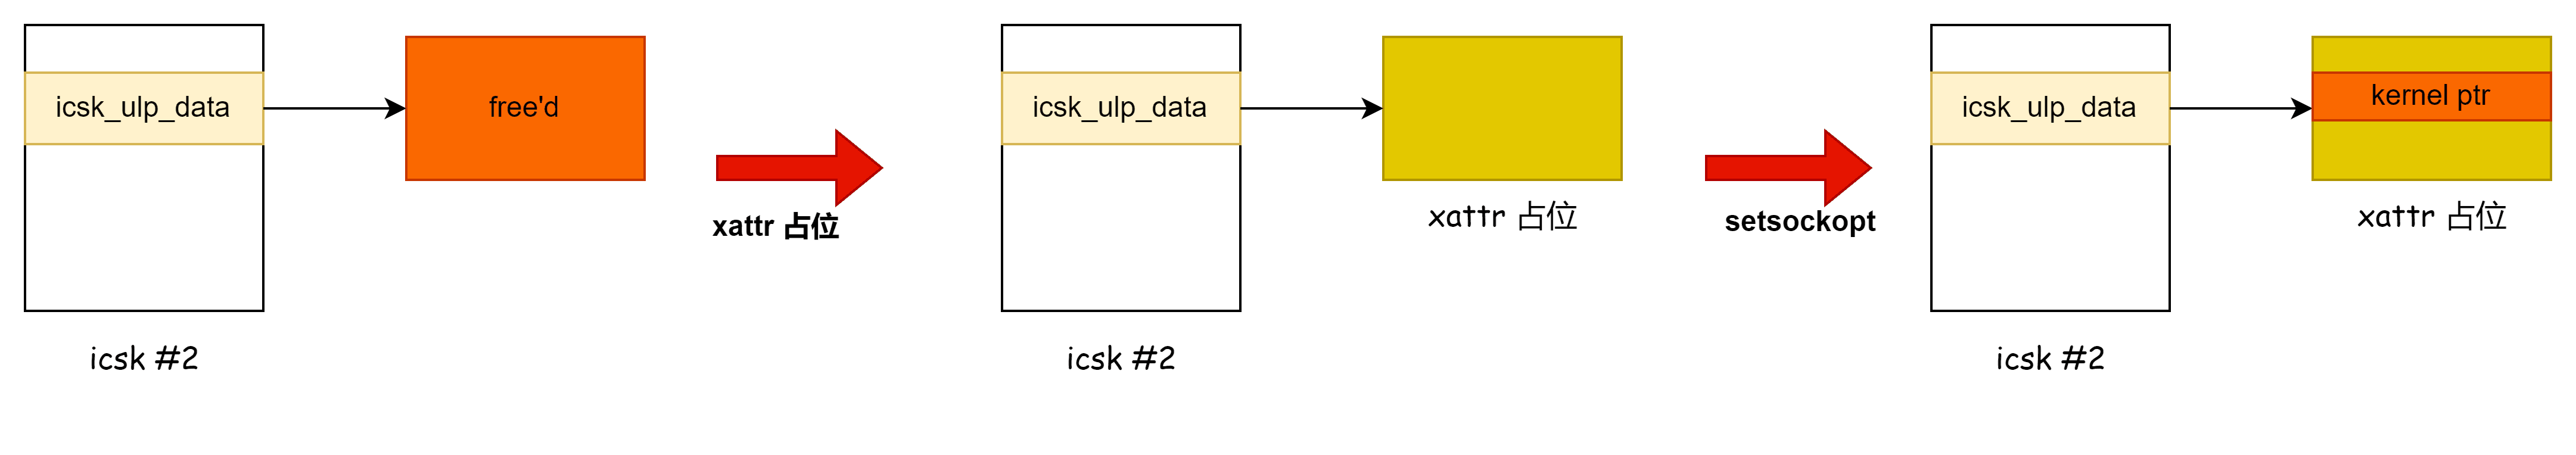 icsk_ulp_data
free'd
xattr 占位
icsk #2
icsk_ulp_data
xattr 占位
setsockopt
icsk #2
icsk_ulp_data
kernel ptr
xattr 占位
icsk #2